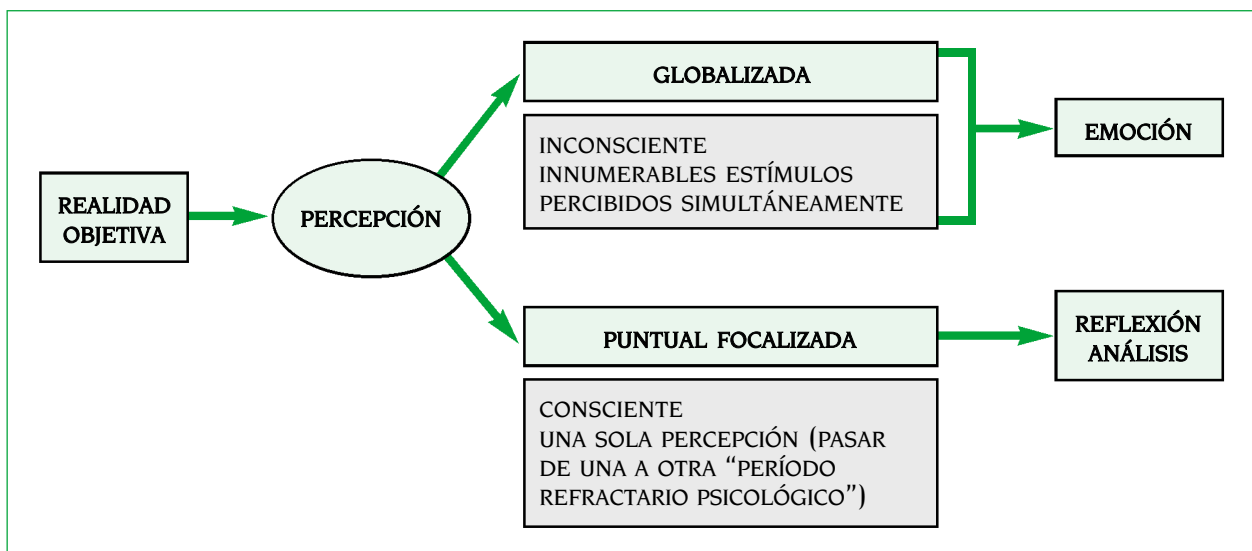 REALIDAD
OBJETIVA
PERCEPCIÓN
GLOBALIZADA
INCONSCIENTE
INNUMERABLES ESTÍMULOS
PERCIBIDOS SIMULTÁNEAMENTE
EMOCIÓN
PUNTUAL FOCALIZADA
CONSCIENTE
UNA SOLA PERCEPCIÓN (PASAR
DE UNA A OTRA “PERÍODO
REFRACTARIO PSICOLÓGICO”)
REFLEXIÓN
ANÁLISIS